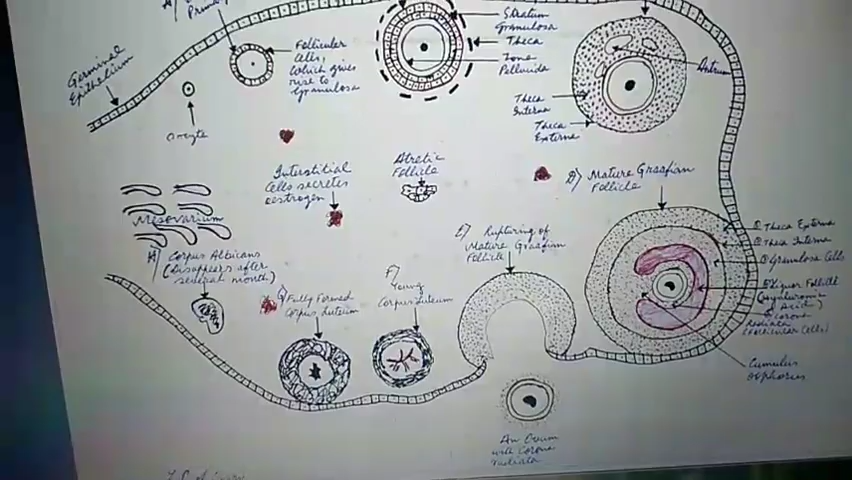 Germinal
Epithelium
Oocyte
Follicular
Cells,
Which gives
rise to
Granulosa
Stratum
Granulosa
Theca
Zona
Pellucida
Antrum
Theca
Interna
Theca
Externa
Interstitial
Cells secretes
oestrogen
Atretic
Follicle
D) Mature Graafian
Follicle
Mesovarium
H) Corpus Albicans
(Disappears after
several month)
G) Fully Formed
Corpus luteum
F) Young
Corpus luteum
E) Rupturing of
Mature Graafian
Follicle
Theca Externa
Theca Interna
Granulosa Cells
Liquor Folliculi
Acid)
Corona
Radiata
Cumulus
Oophorus
An Ovum
with Corona
Radiata